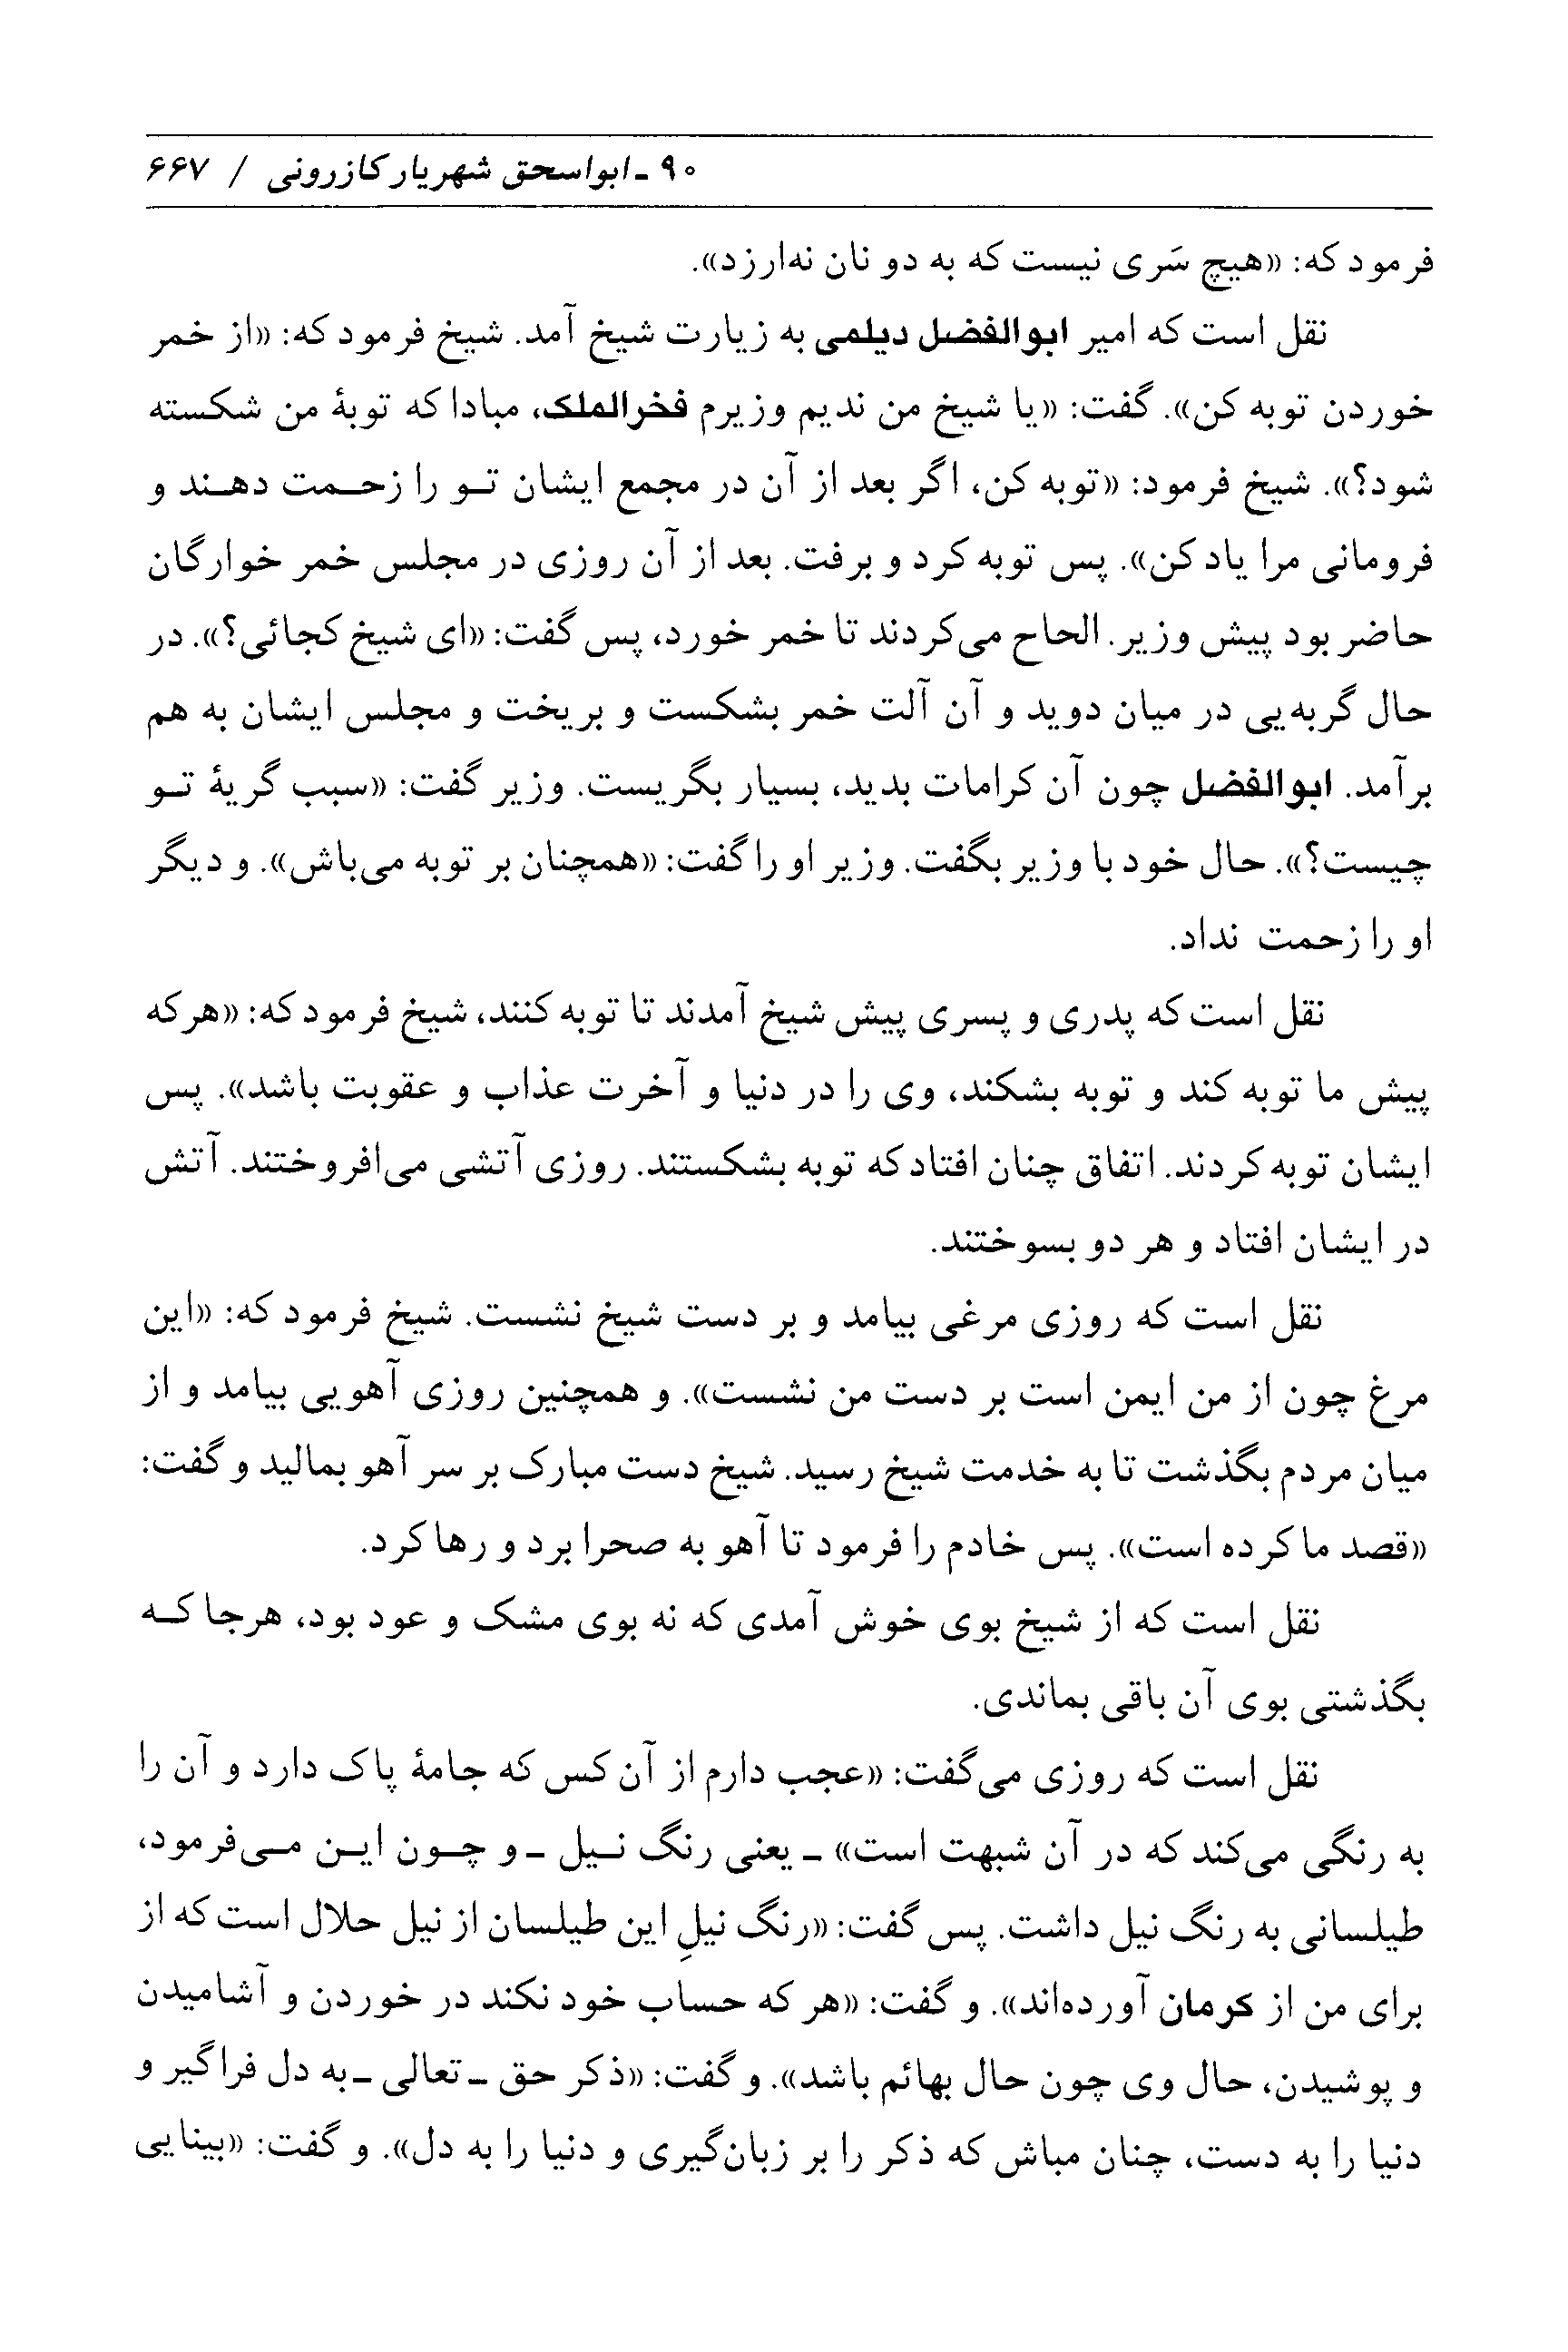 ۹۰ ـ ابواسحق شهریار کازرونی / ۶۶۷
فرمود که: «هیچ سَری نیست که به دو نان نه‌ارزد».
نقل است که امیر ابوالفضل دیلمی به زیارت شیخ آمد. شیخ فرمود که: «از خمر
خوردن توبه کن». گفت: «یا شیخ من ندیم وزیرم فخرالملک، مبادا که توبهٔ من شکسته
شود؟». شیخ فرمود: «توبه کن، اگر بعد از آن در مجمع ایشان تـو را زحـمت دهـند و
فرومانی مرا یاد کن». پس توبه کرد و برفت. بعد از آن روزی در مجلس خمر خوارگان
حاضر بود پیش وزیر. الحاح می‌کردند تا خمر خورد، پس گفت: «ای شیخ کجائی؟». در
حال گربه‌یی در میان دوید و آن آلت خمر بشکست و بریخت و مجلس ایشان به هم
برآمد. ابوالفضل چون آن کرامات بدید، بسیار بگریست. وزیر گفت: «سبب گریهٔ تـو
چیست؟». حال خود با وزیر بگفت. وزیر او را گفت: «همچنان بر توبه می‌باش». و دیگر
او را زحمت نداد.
نقل است که پدری و پسری پیش شیخ آمدند تا توبه کنند، شیخ فرمود که: «هرکه
پیش ما توبه کند و توبه بشکند، وی را در دنیا و آخرت عذاب و عقوبت باشد». پس
ایشان توبه کردند. اتفاق چنان افتاد که توبه بشکستند. روزی آتشی می‌افروختند. آتش
در ایشان افتاد و هر دو بسوختند.
نقل است که روزی مرغی بیامد و بر دست شیخ نشست. شیخ فرمود که: «این
مرغ چون از من ایمن است بر دست من نشست». و همچنین روزی آهویی بیامد و از
میان مردم بگذشت تا به خدمت شیخ رسید. شیخ دست مبارک بر سر آهو بمالید و گفت:
«قصد ما کرده است». پس خادم را فرمود تا آهو به صحرا برد و رها کرد.
نقل است که از شیخ بوی خوش آمدی که نه بوی مشک و عود بود، هرجا کـه
بگذشتی بوی آن باقی بماندی.
نقل است که روزی می‌گفت: «عجب دارم از آن کس که جامهٔ پاک دارد و آن را
به رنگی می‌کند که در آن شبهت است» ـ یعنی رنگ نـیل ـ و چـون ایـن مـی‌فرمود،
طیلسانی به رنگ نیل داشت. پس گفت: «رنگ نیلِ این طیلسان از نیل حلال است که از
برای من از کرمان آورده‌اند». و گفت: «هر که حساب خود نکند در خوردن و آشامیدن
و پوشیدن، حال وی چون حال بهائم باشد». و گفت: «ذکر حق ـ تعالی ـ به دل فراگیر و
دنیا را به دست، چنان مباش که ذکر را بر زبان‌گیری و دنیا را به دل». و گفت: «بینایی